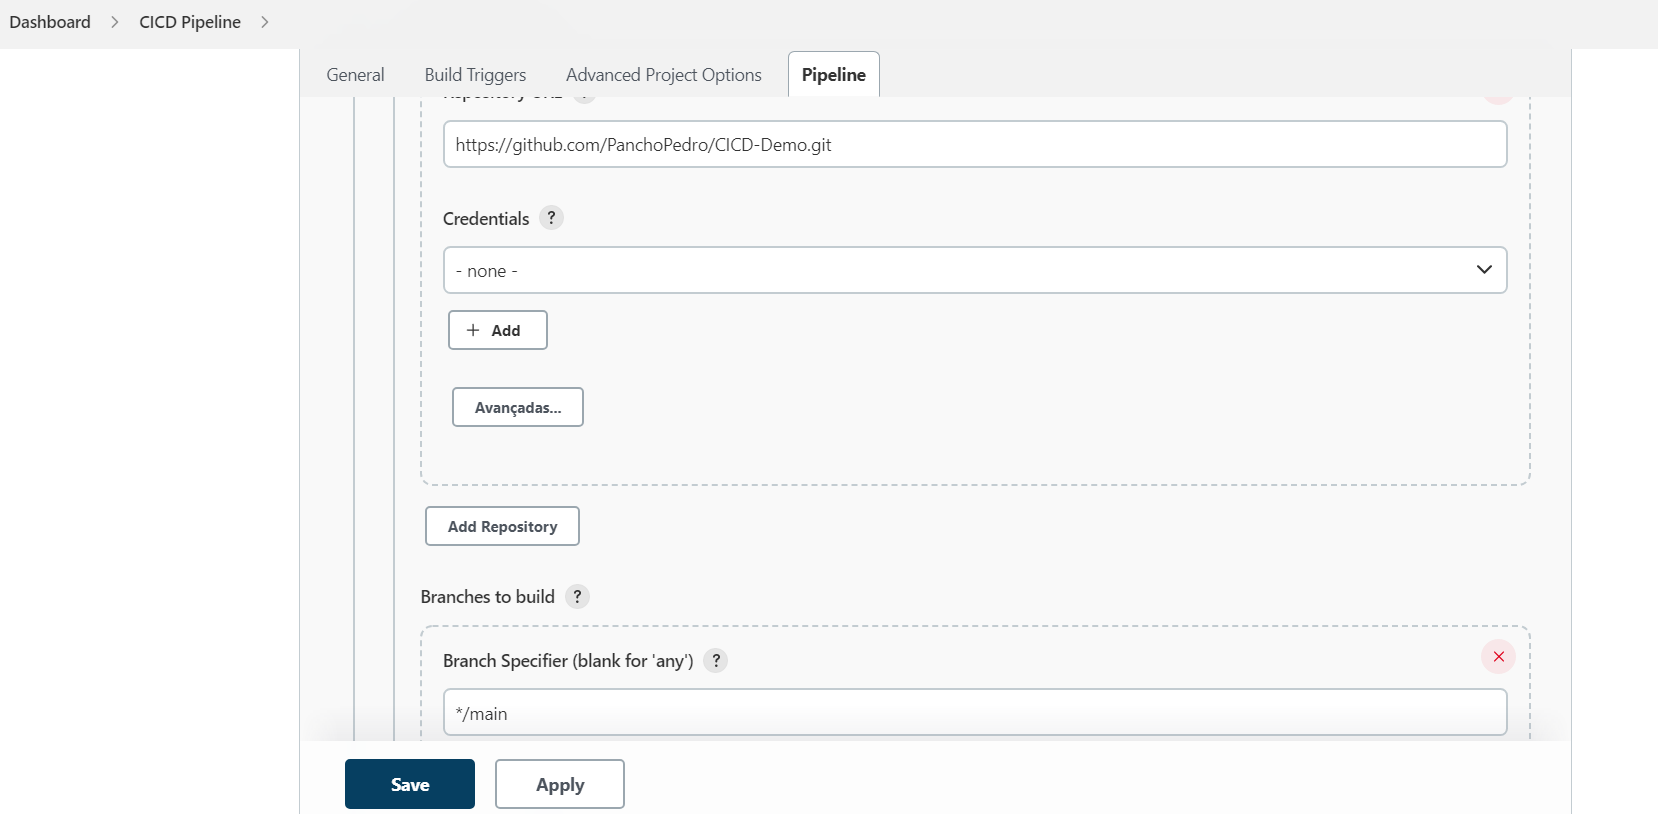 Dashboard > CICD Pipeline >
General Build Triggers Advanced Project Options Pipeline
https://github.com/PanchoPedro/CICD-Demo.git
Credentials ?
- none -
+ Add
Avançadas...
Add Repository
Branches to build ?
Branch Specifier (blank for 'any') ?
*/main
Save Apply